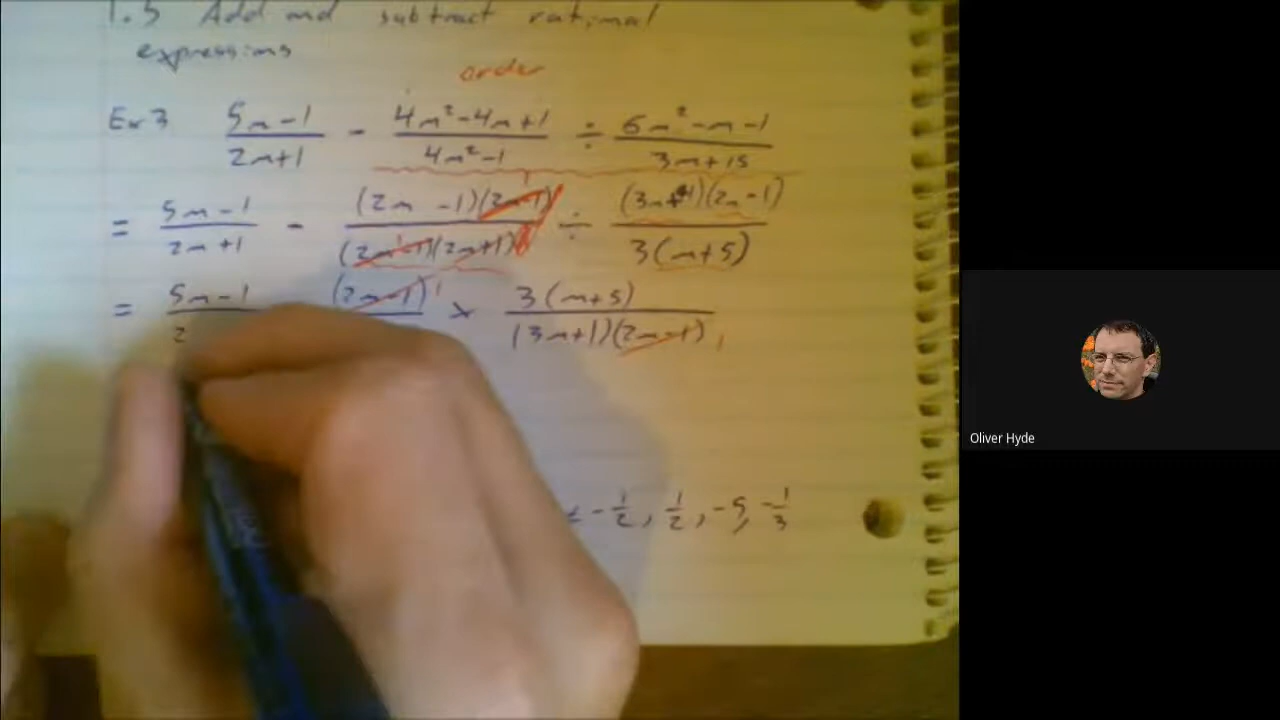 1.5 Add and subtract rational
expressions
order
Ex 3 5m-1/2m+1 - 4m²-4m+1/4m²-1 ÷ 6m²-m-1/3m+15
= 5m-1/2m+1 - (2m-1)(2m-1)/(2m-1)(2m+1) ÷ (3m+1)(2m-1)/3(m+5)
= 5m-1/2 (2m-1) 1 × 3(m+5)/(3m+1)(2m-1) 1
≠ -1/2, 1/2, -5, -1/3
Oliver Hyde